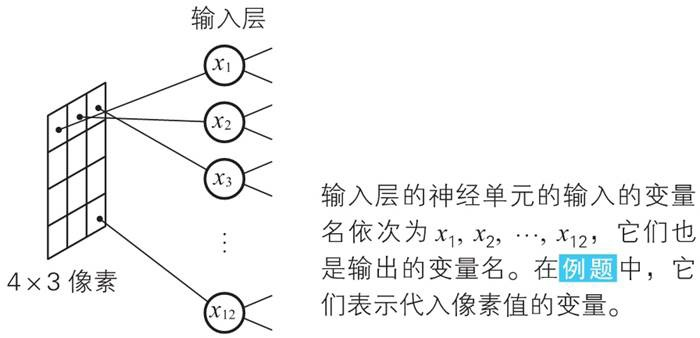 输入层
x1
x2
x3
⋮
x12
4×3 像素
输入层的神经单元的输入的变量
名依次为 x1, x2, ⋯, x12，它们也
是输出的变量名。在例题中，它
们表示代入像素值的变量。